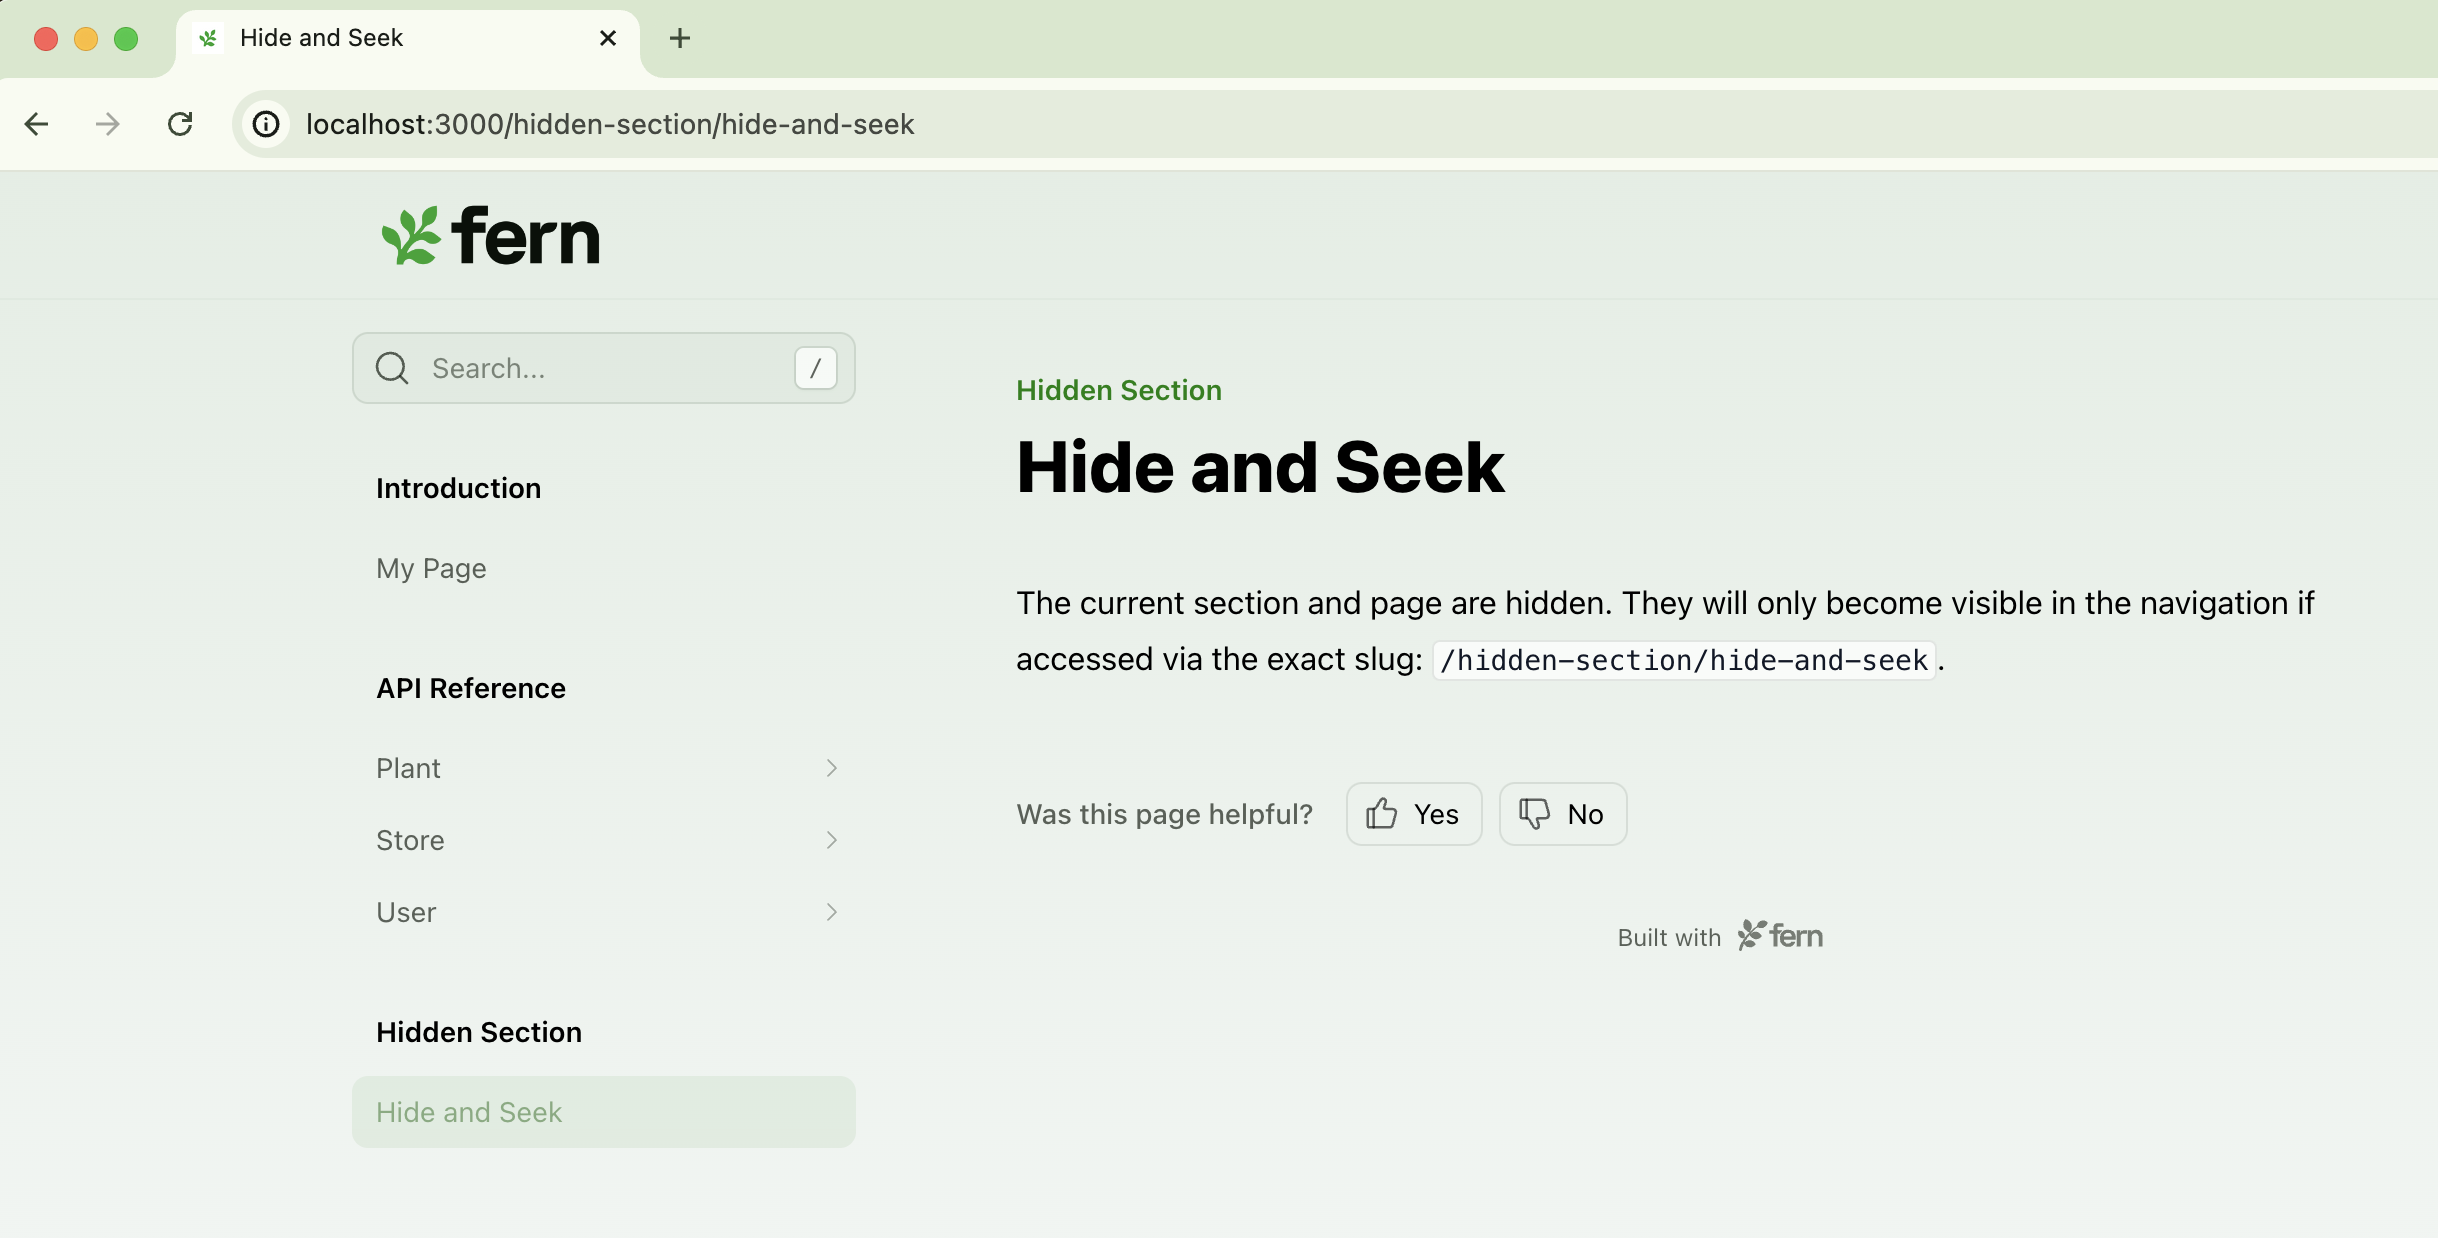 Hide and Seek
localhost:3000/hidden-section/hide-and-seek
fern
Search...
/
Introduction
My Page
API Reference
Plant
Store
User
Hidden Section
Hide and Seek
Hidden Section
Hide and Seek
The current section and page are hidden. They will only become visible in the navigation if
accessed via the exact slug: /hidden-section/hide-and-seek.
Was this page helpful? Yes No
Built with fern